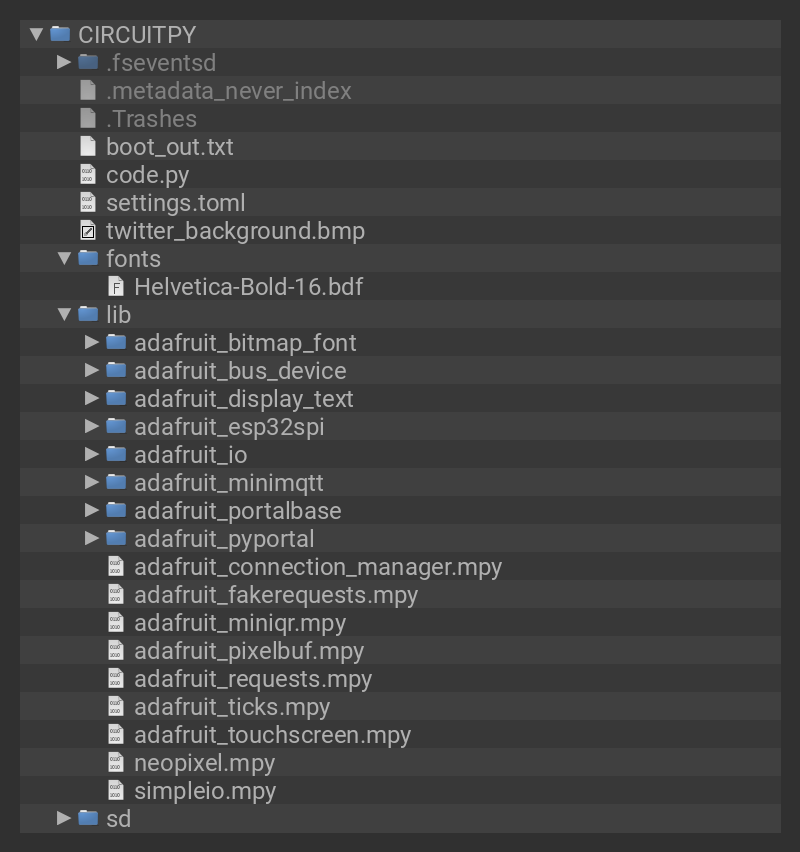 CIRCUITPY
.fseventsd
.metadata_never_index
.Trashes
boot_out.txt
code.py
settings.toml
twitter_background.bmp
fonts
Helvetica-Bold-16.bdf
lib
adafruit_bitmap_font
adafruit_bus_device
adafruit_display_text
adafruit_esp32spi
adafruit_io
adafruit_minimqtt
adafruit_portalbase
adafruit_pyportal
adafruit_connection_manager.mpy
adafruit_fakerequests.mpy
adafruit_miniqr.mpy
adafruit_pixelbuf.mpy
adafruit_requests.mpy
adafruit_ticks.mpy
adafruit_touchscreen.mpy
neopixel.mpy
simpleio.mpy
sd